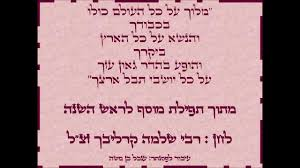 "מלוך על כל העולם כולו
בכבודך
והנשא על כל הארץ
ביקרך
והופע בהדר גאון עוזך
על כל יושבי תבל ארצך"
מתוך תפילת מוסף לראש השנה
לחן : רבי שלמה קרליבך זצ"ל